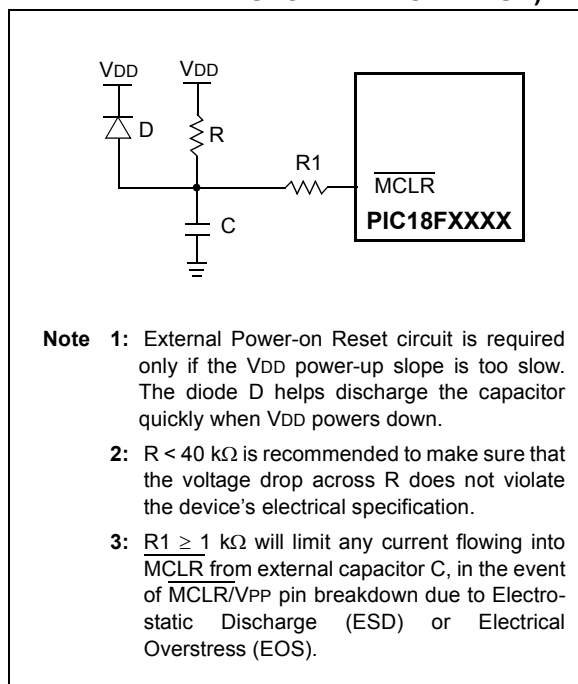 VDD VDD
D
R
R1
C
MCLR
PIC18FXXXX
Note 1: External Power-on Reset circuit is required
only if the VDD power-up slope is too slow.
The diode D helps discharge the capacitor
quickly when VDD powers down.
2: R < 40 kΩ is recommended to make sure that
the voltage drop across R does not violate
the device's electrical specification.
3: R1 ≥ 1 kΩ will limit any current flowing into
MCLR from external capacitor C, in the event
of MCLR/VPP pin breakdown due to Electro-
static Discharge (ESD) or Electrical
Overstress (EOS).